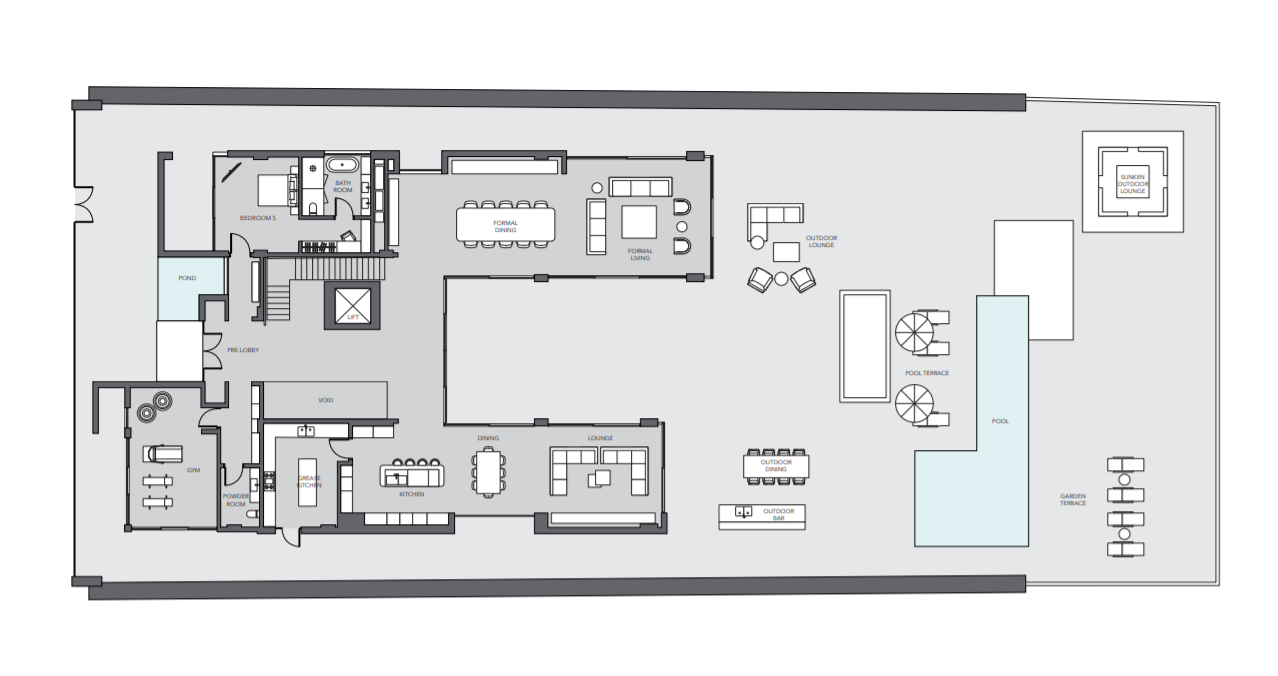 SUNKEN
OUTDOOR
LOUNGE
BATH
ROOM
BEDROOM 5
FORMAL
DINING
FORMAL
LIVING
OUTDOOR
LOUNGE
POND
LIFT
PRE-LOBBY
POOL TERRACE
VOID
POOL
DINING
LOUNGE
GYM
GREASE
KITCHEN
KITCHEN
POWDER
ROOM
OUTDOOR
DINING
GARDEN
TERRACE
OUTDOOR
BAR